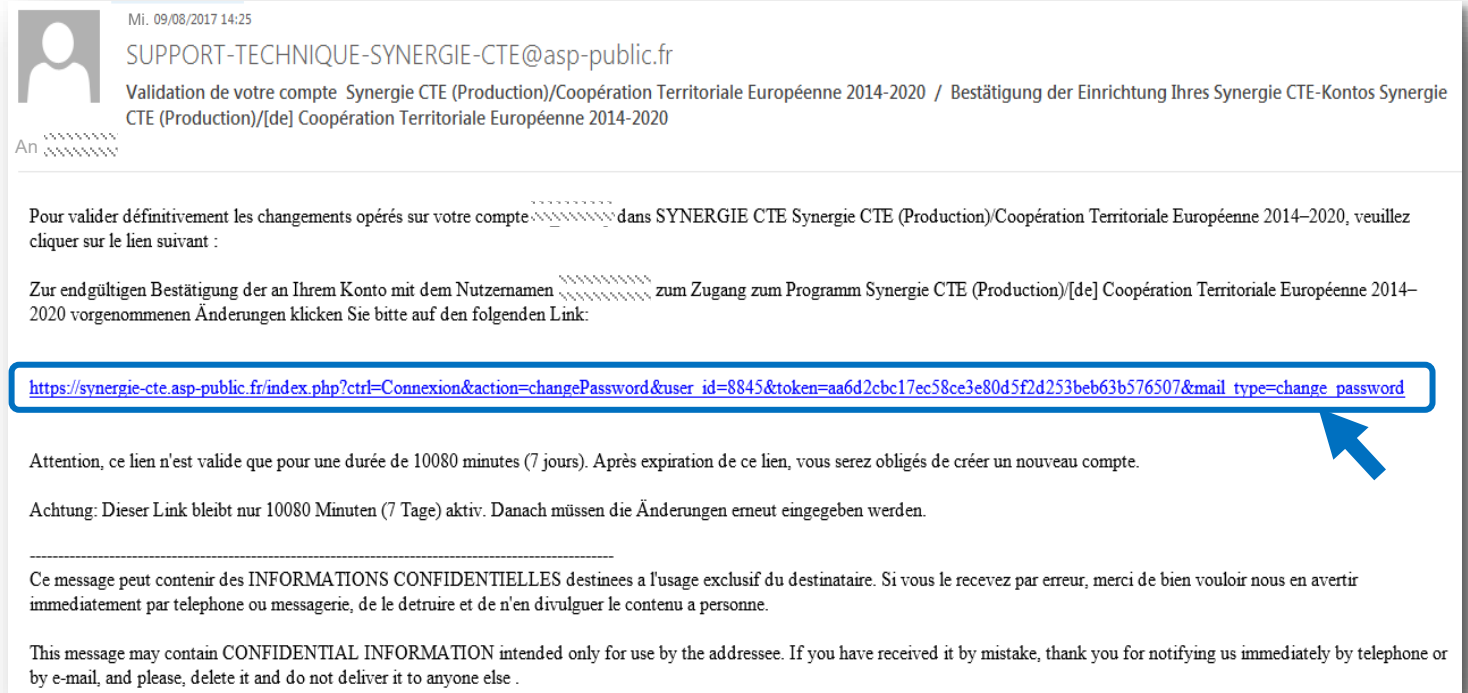 Mi. 09/08/2017 14:25
SUPPORT-TECHNIQUE-SYNERGIE-CTE@asp-public.fr
Validation de votre compte Synergie CTE (Production)/Coopération Territoriale Européenne 2014-2020 / Bestätigung der Einrichtung Ihres Synergie CTE-Kontos Synergie
CTE (Production)/[de] Coopération Territoriale Européenne 2014-2020
An
Pour valider définitivement les changements opérés sur votre compte dans SYNERGIE CTE Synergie CTE (Production)/Coopération Territoriale Européenne 2014–2020, veuillez
cliquer sur le lien suivant :
Zur endgültigen Bestätigung der an Ihrem Konto mit dem Nutzernamen zum Zugang zum Programm Synergie CTE (Production)/[de] Coopération Territoriale Européenne 2014–
2020 vorgenommenen Änderungen klicken Sie bitte auf den folgenden Link:
https://synergie-cte.asp-public.fr/index.php?ctrl=Connexion&action=changePassword&user_id=8845&token=aa6d2cbc17ec58ce3e80d5f2d253beb63b576507&mail_type=change_password
Attention, ce lien n'est valide que pour une durée de 10080 minutes (7 jours). Après expiration de ce lien, vous serez obligés de créer un nouveau compte.
Achtung: Dieser Link bleibt nur 10080 Minuten (7 Tage) aktiv. Danach müssen die Änderungen erneut eingegeben werden.
--------------------------------------------------------------------------------------------------------
Ce message peut contenir des INFORMATIONS CONFIDENTIELLES destinees a l'usage exclusif du destinataire. Si vous le recevez par erreur, merci de bien vouloir nous en avertir
immediatement par telephone ou messagerie, de le detruire et de n'en divulguer le contenu a personne.
This message may contain CONFIDENTIAL INFORMATION intended only for use by the addressee. If you have received it by mistake, thank you for notifying us immediately by telephone or
by e-mail, and please, delete it and do not deliver it to anyone else .